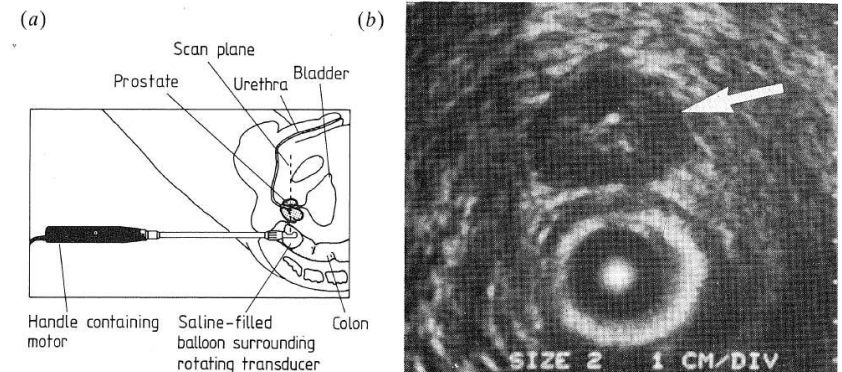 (a)
(b)
Scan plane
Urethra
Bladder
Prostate
Handle containing
motor
Saline-filled
balloon surrounding
rotating transducer
Colon
SIZE 2 1 CM/DIV